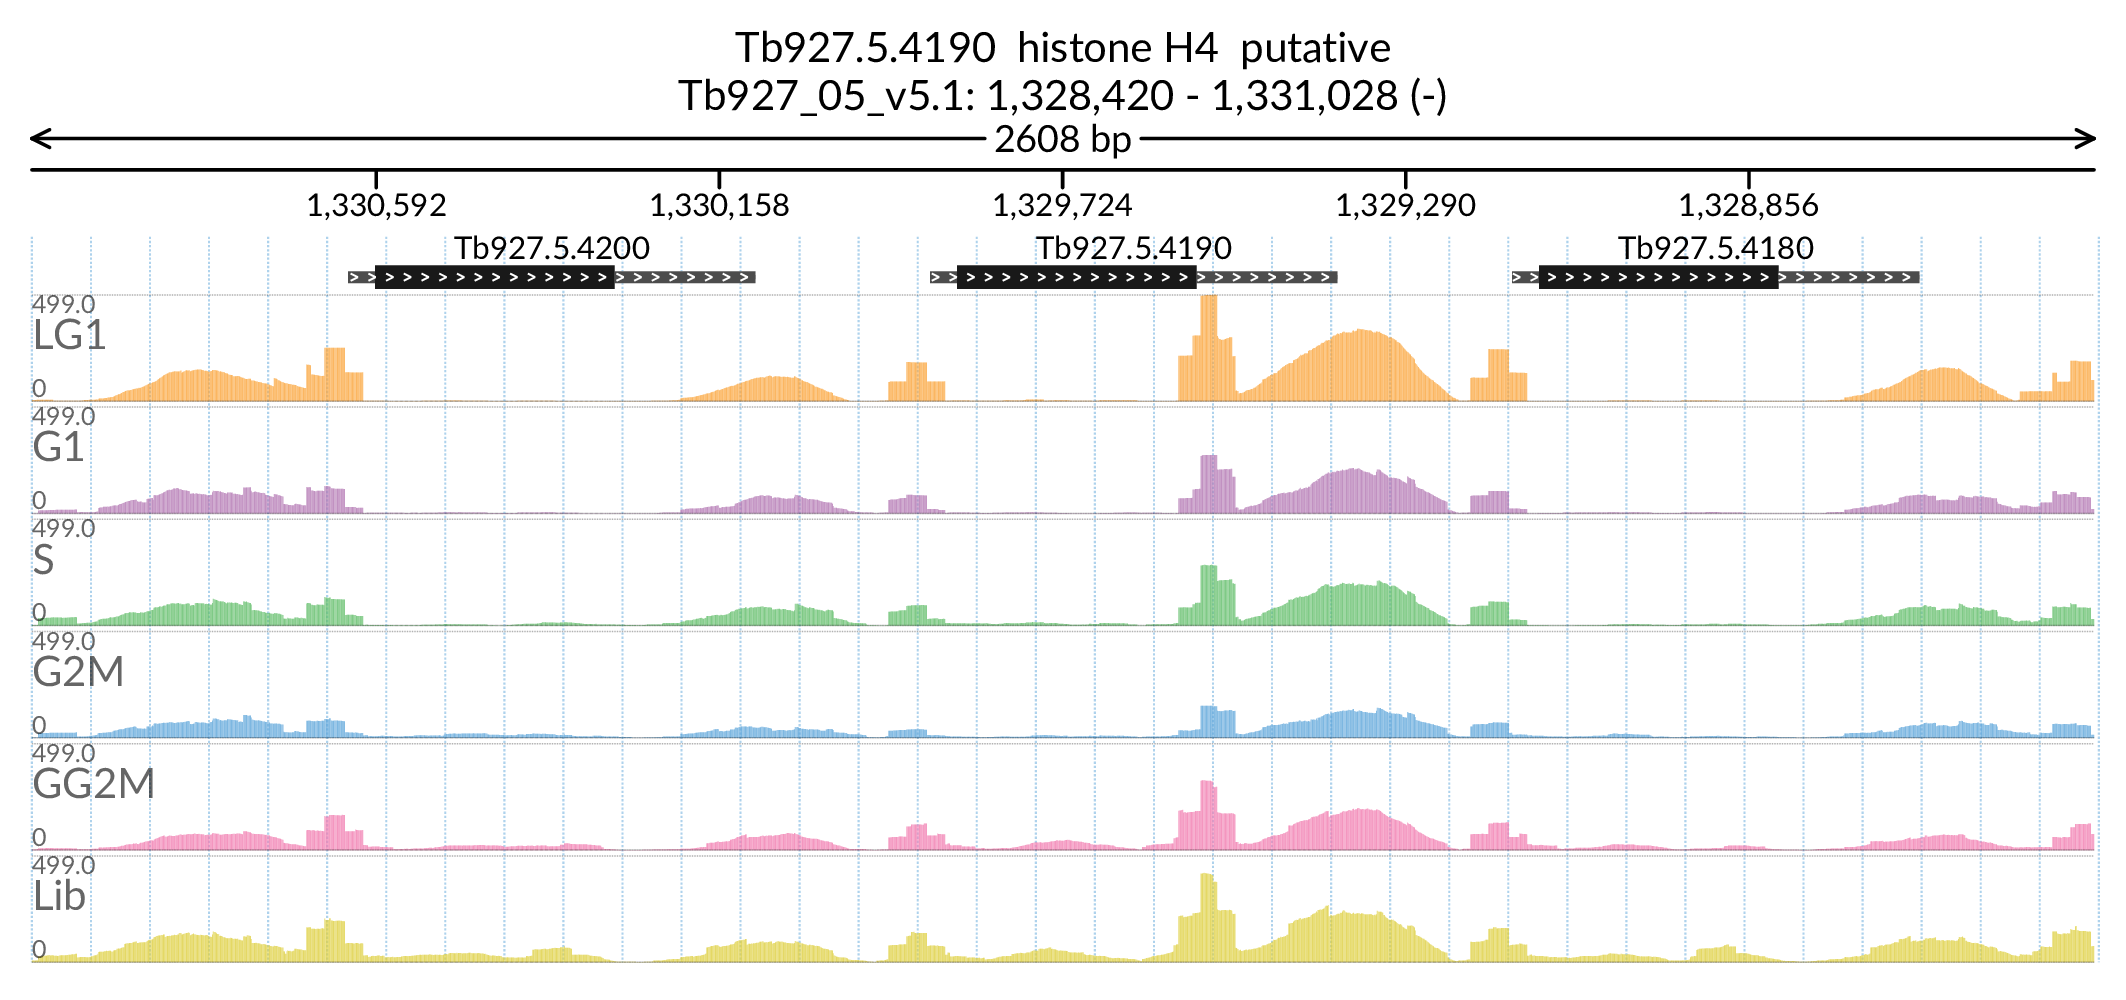 Tb927.5.4190 histone H4 putative
Tb927_05_v5.1: 1,328,420 - 1,331,028 (-)
2608 bp
1,330,592 1,330,158 1,329,724 1,329,290 1,328,856
Tb927.5.4200 Tb927.5.4190 Tb927.5.4180
499.0
LG1
0
499.0
G1
0
499.0
S
0
499.0
G2M
0
499.0
GG2M
0
499.0
Lib
0